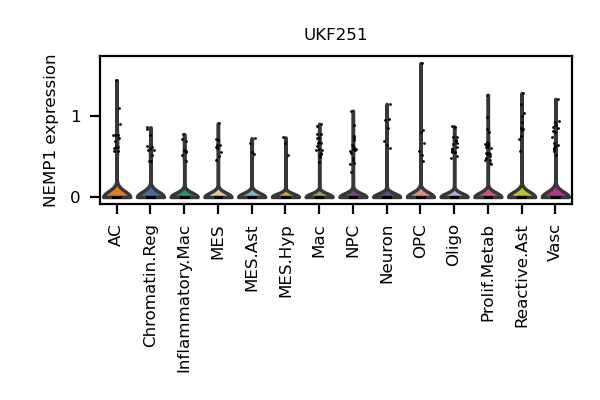 UKF251
NEMP1 expression
1
0
AC
Chromatin.Reg
Inflammatory.Mac
MES
MES.Ast
MES.Hyp
Mac
NPC
Neuron
OPC
Oligo
Prolif.Metab
Reactive.Ast
Vasc